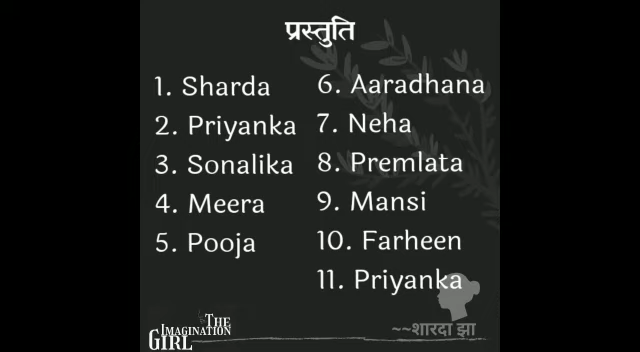 प्रस्तुति
1. Sharda
2. Priyanka
3. Sonalika
4. Meera
5. Pooja
6. Aaradhana
7. Neha
8. Premlata
9. Mansi
10. Farheen
11. Priyanka
~~शारदा झा
THE
IMAGINATION
GIRL